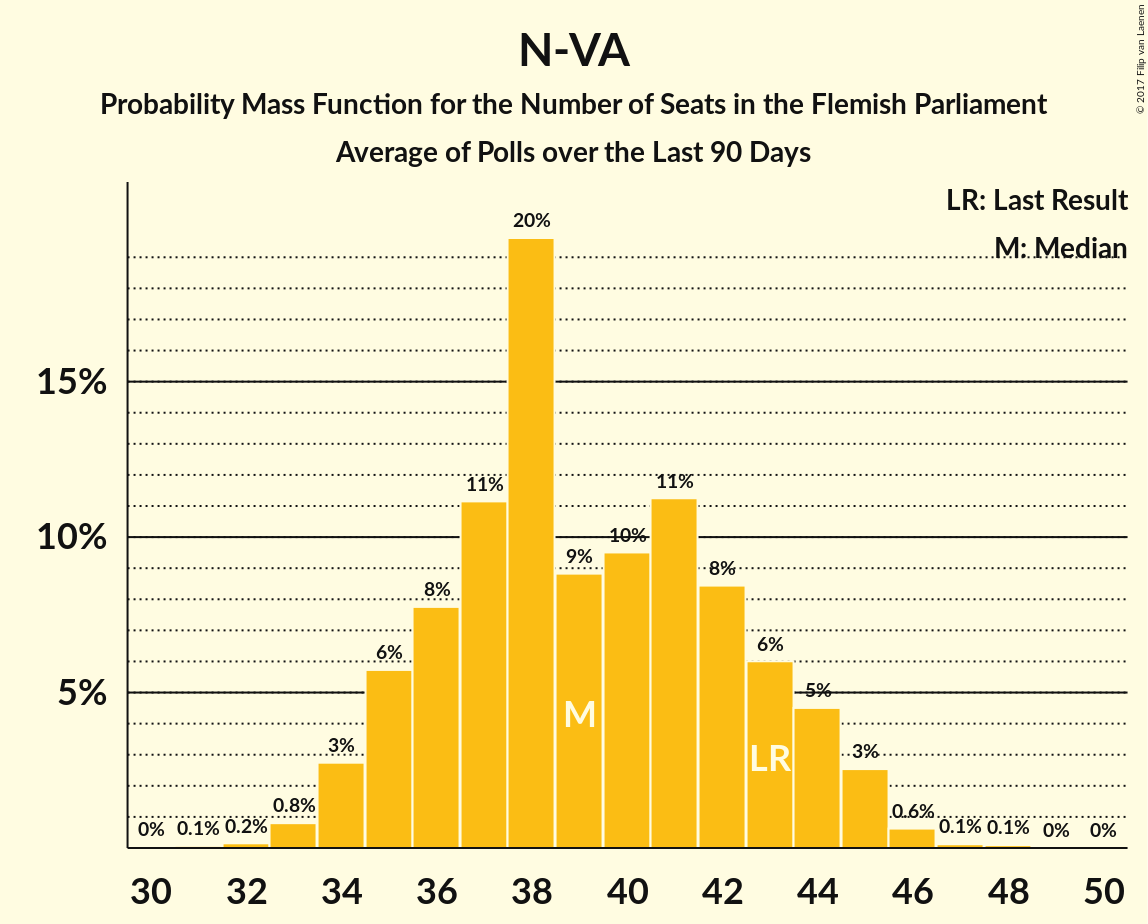 N-VA
Probability Mass Function for the Number of Seats in the Flemish Parliament
Average of Polls over the Last 90 Days
© 2017 Filip van Laenen
LR: Last Result
M: Median
15%
10%
5%
0%
0.1%
0.2%
0.8%
3%
6%
8%
11%
20%
9%
10%
11%
8%
6%
5%
3%
0.6%
0.1%
0.1%
0%
0%
M
LR
30 32 34 36 38 40 42 44 46 48 50